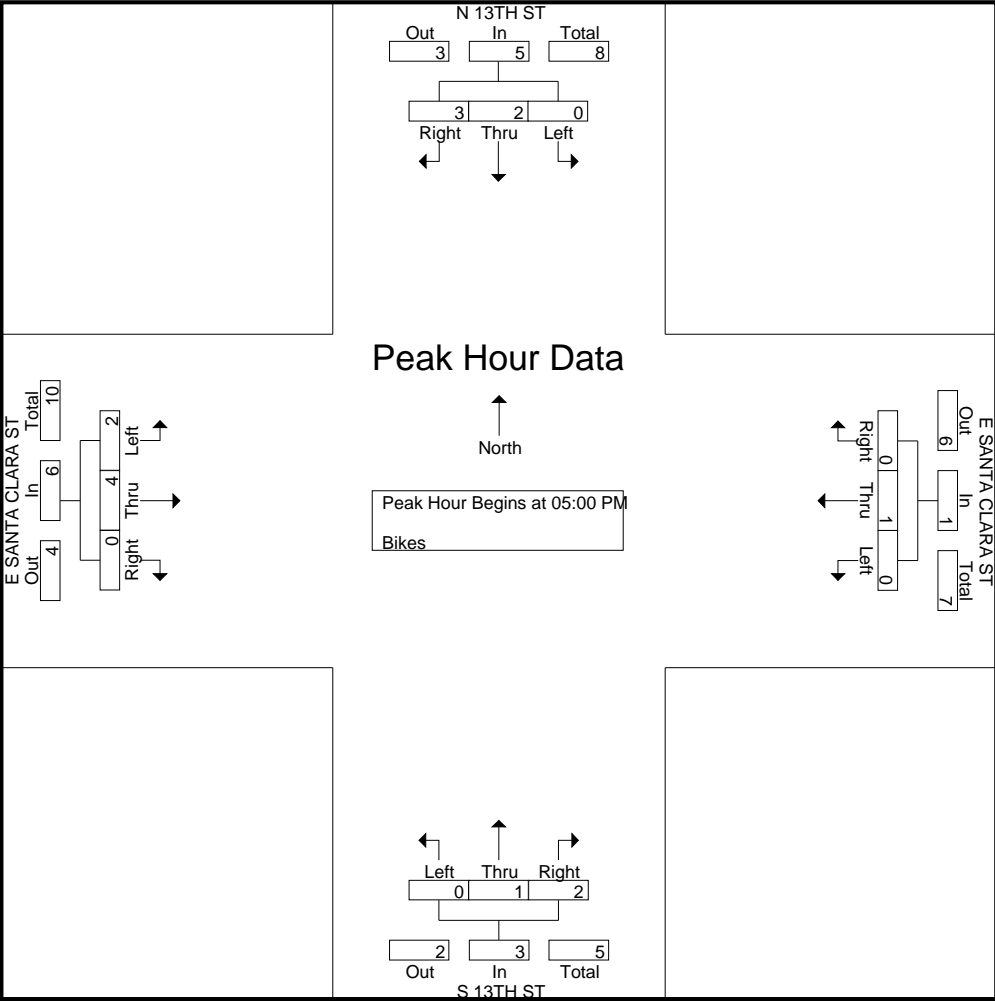 N 13TH ST
Out In Total
3 5 8
3 2 0
Right Thru Left
Peak Hour Data
North
Peak Hour Begins at 05:00 PM
Bikes
E SANTA CLARA ST
Total In Out
10 6 4
2 4 0
Left Thru Right
E SANTA CLARA ST
Out In Total
6 1 7
0 1 0
Right Thru Left
Left Thru Right
0 1 2
2 3 5
Out In Total
S 13TH ST